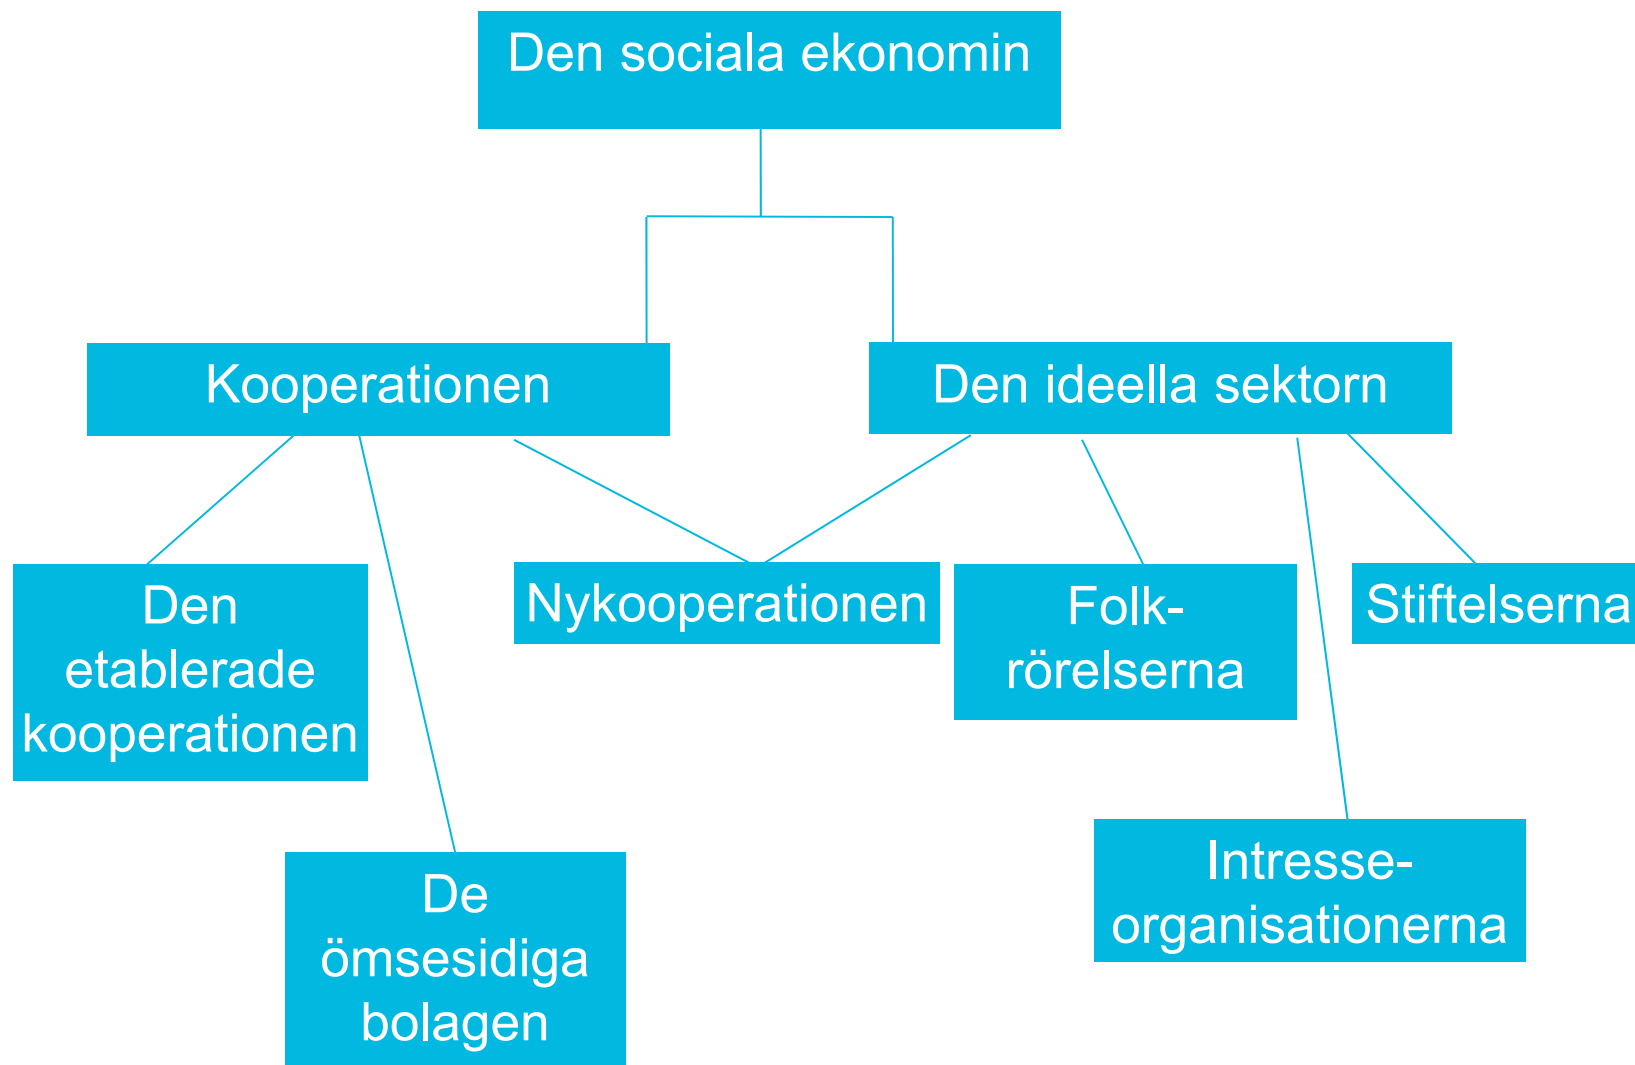 Den sociala ekonomin
Kooperationen
Den ideella sektorn
Den
etablerade
kooperationen
Nykooperationen
Folk-
rörelserna
Stiftelserna
De
ömsesidiga
bolagen
Intresse-
organisationerna